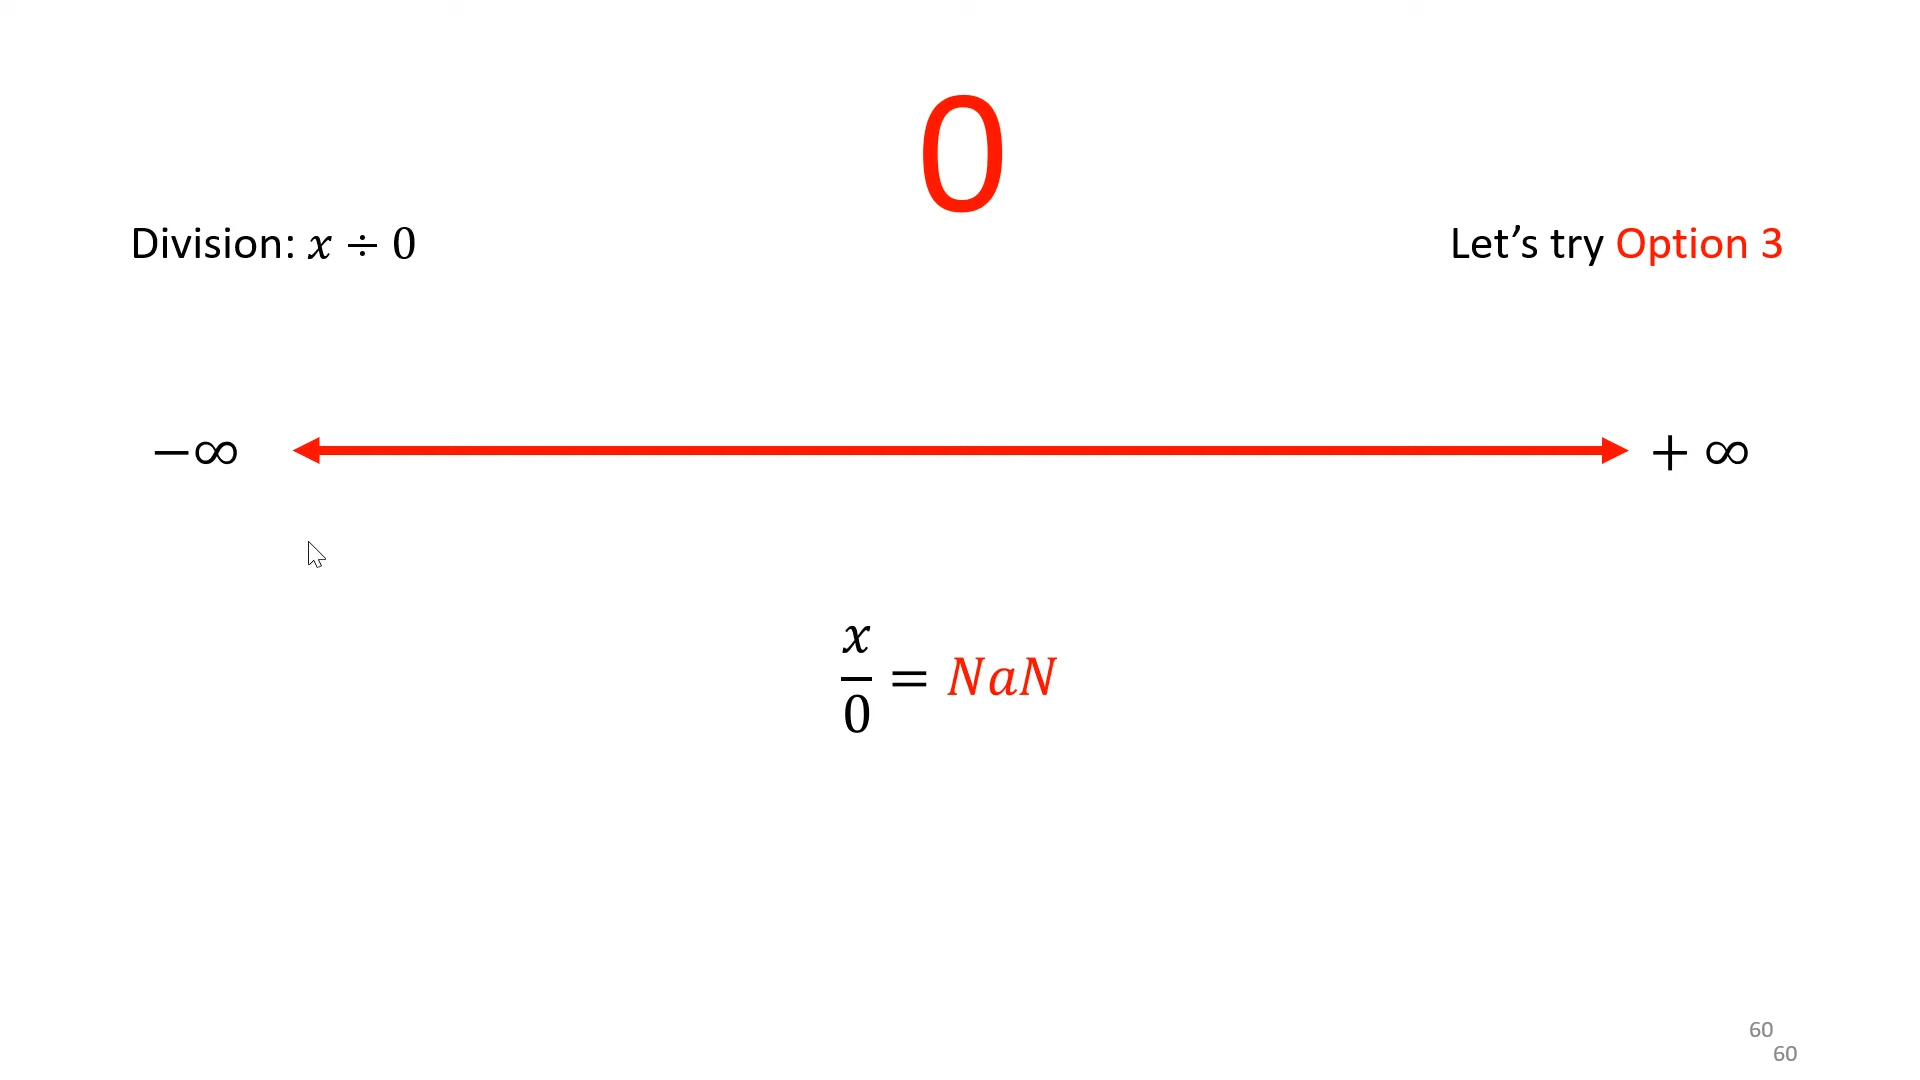 0
Division: x ÷ 0
Let’s try Option 3
−∞
+ ∞
x/0 = NaN
60
60